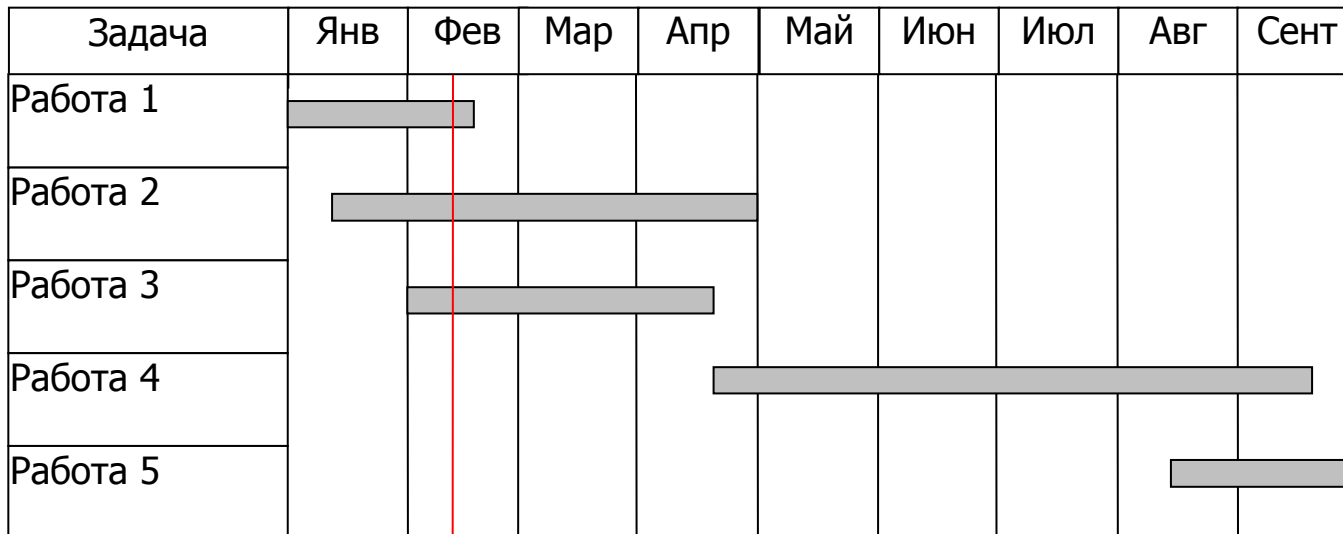 Задача Янв Фев Мар Апр Май Июн Июл Авг Сент
Работа 1
Работа 2
Работа 3
Работа 4
Работа 5